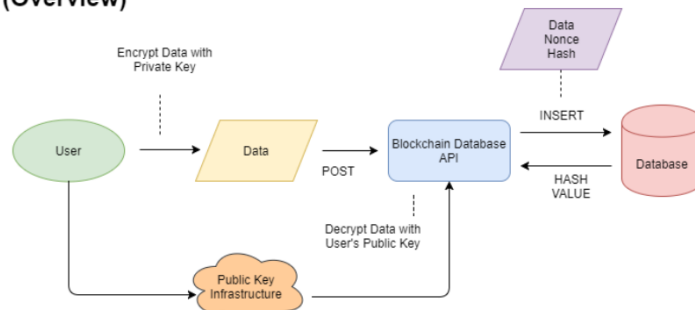 (Overview)
Data
Nonce
Hash
Encrypt Data with
Private Key
INSERT
User
Data
POST
Blockchain Database
API
Database
HASH
VALUE
Decrypt Data with
User's Public Key
Public Key
Infrastructure